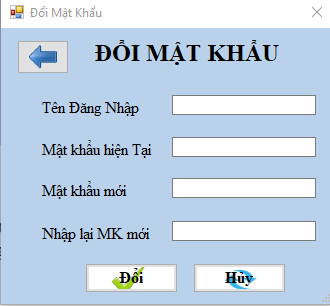 Đổi Mật Khẩu
ĐỔI MẬT KHẨU
Tên Đăng Nhập
Mật khẩu hiện Tại
Mật khẩu mới
Nhập lại MK mới
Đổi Hủy